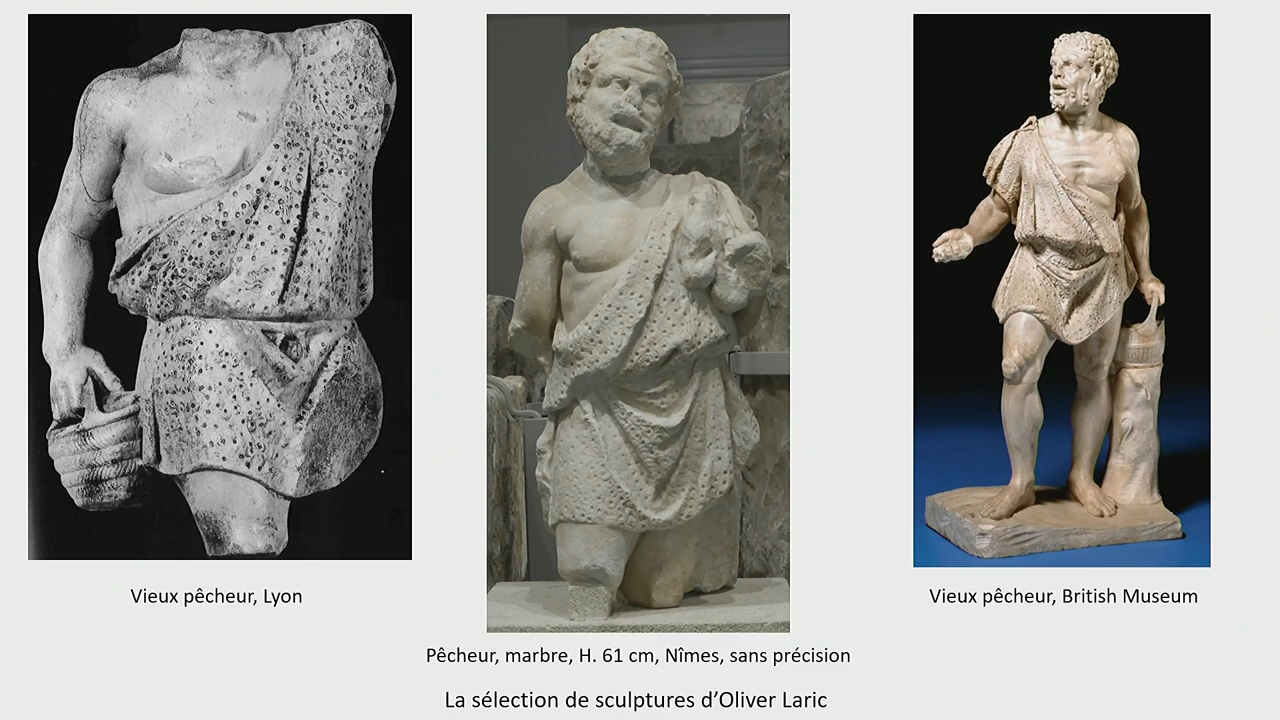 Vieux pêcheur, Lyon
Vieux pêcheur, British Museum
Pêcheur, marbre, H. 61 cm, Nîmes, sans précision
La sélection de sculptures d’Oliver Laric